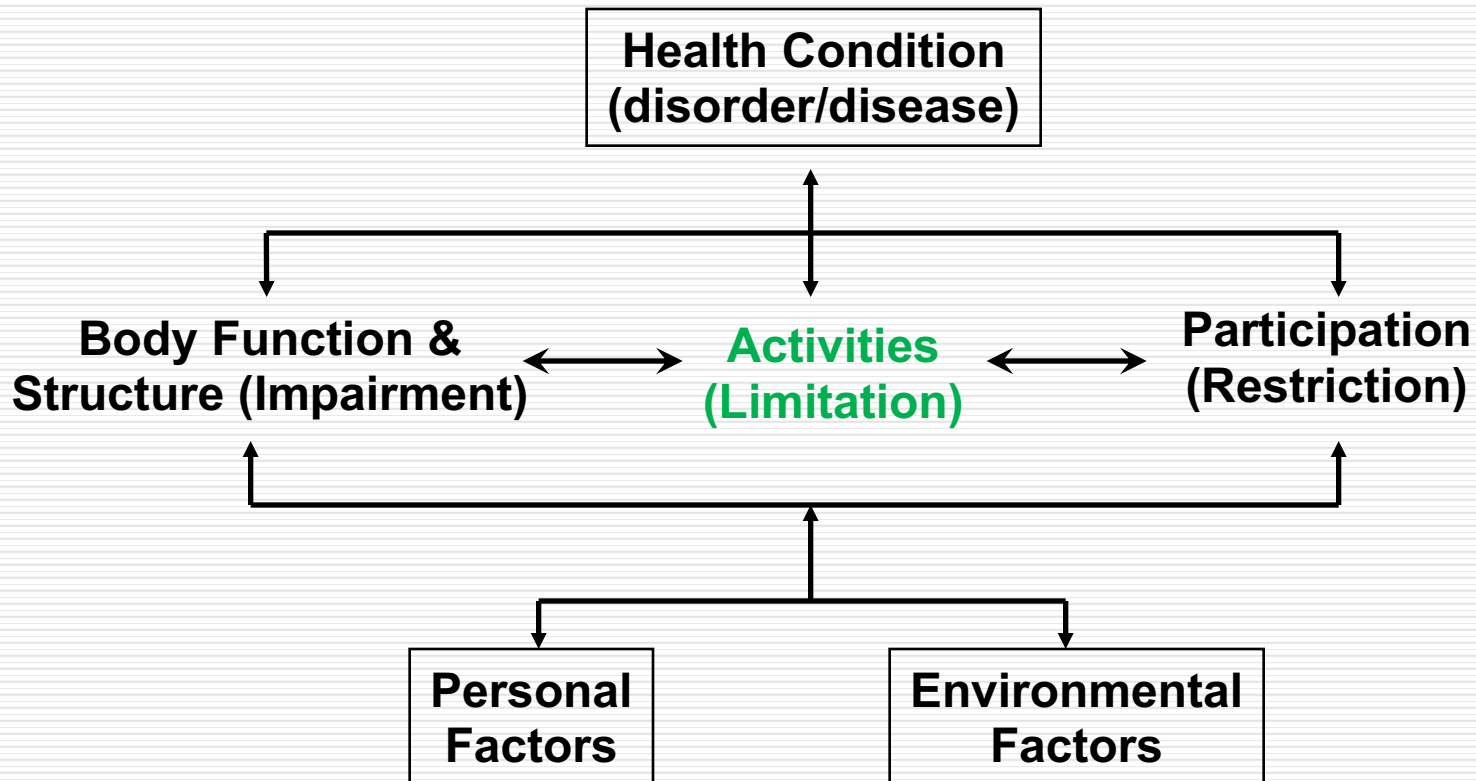 Health Condition
(disorder/disease)
Body Function &
Structure (Impairment)
Activities
(Limitation)
Participation
(Restriction)
Personal
Factors
Environmental
Factors